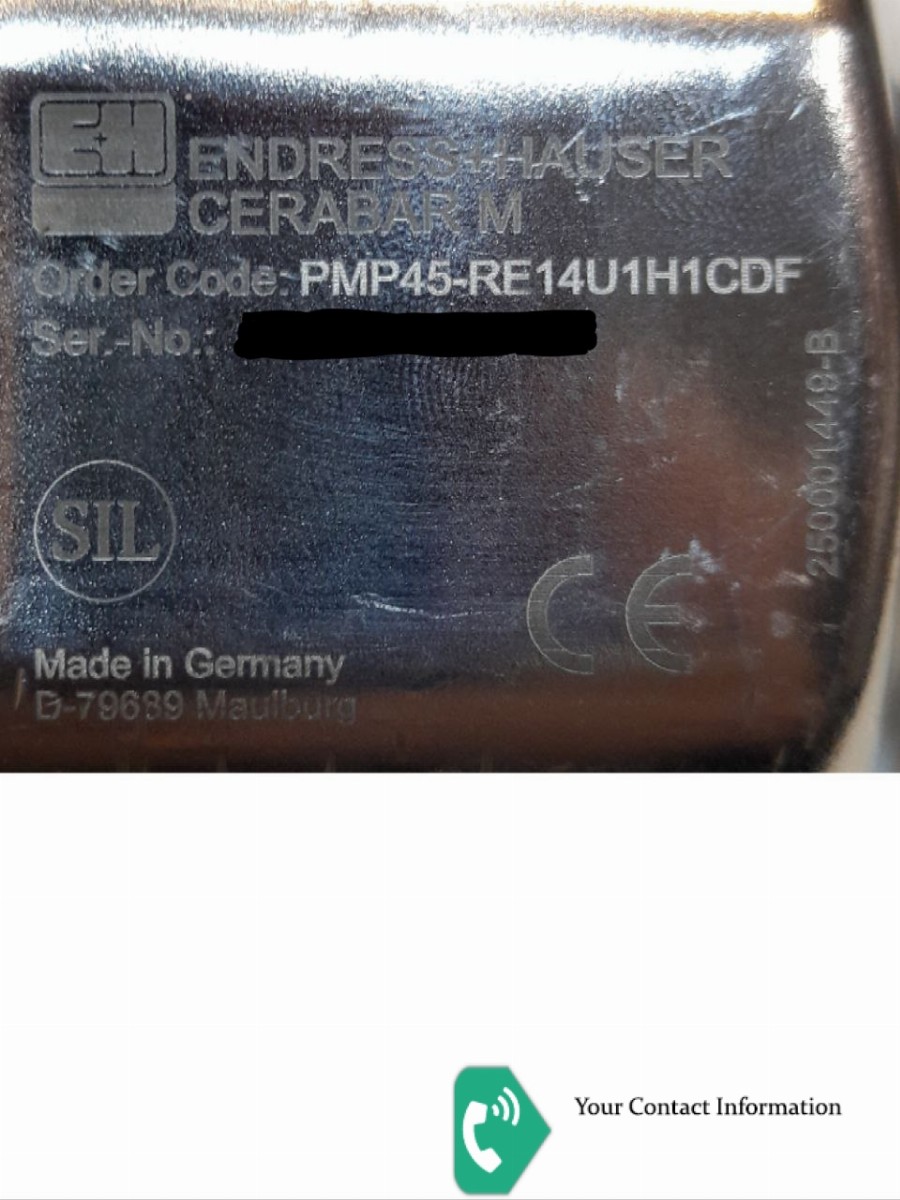 E+H
ENDRESS+HAUSER
CERABAR M
Order Code: PMP45-RE14U1H1CDF
Ser.-No.:
250001449-B
SIL
CE
Made in Germany
D-79689 Maulburg
Your Contact Information